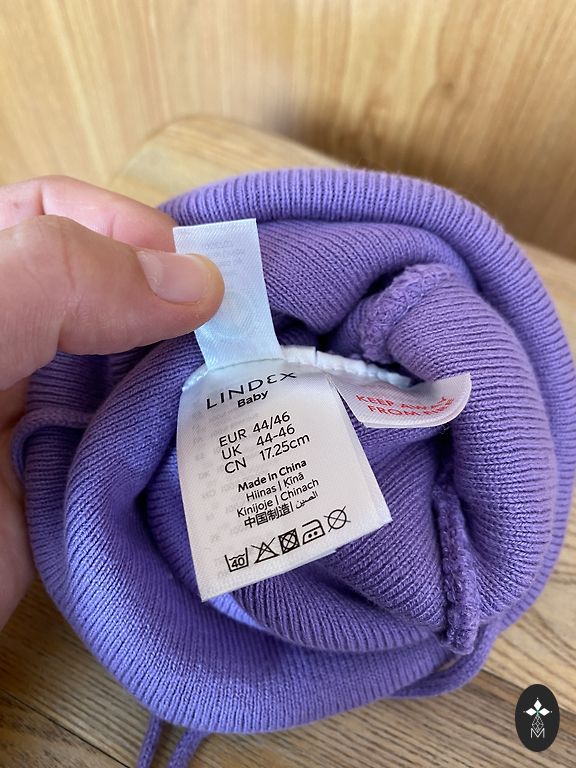 LINDEX
Baby
EUR 44/46
UK 44-46
CN 17.25cm
Made in China
Hiinas | Ķīnā
Kinijoje | Chinach
中国制造 | الصين
40
KEEP AWAY
FROM FIRE
M